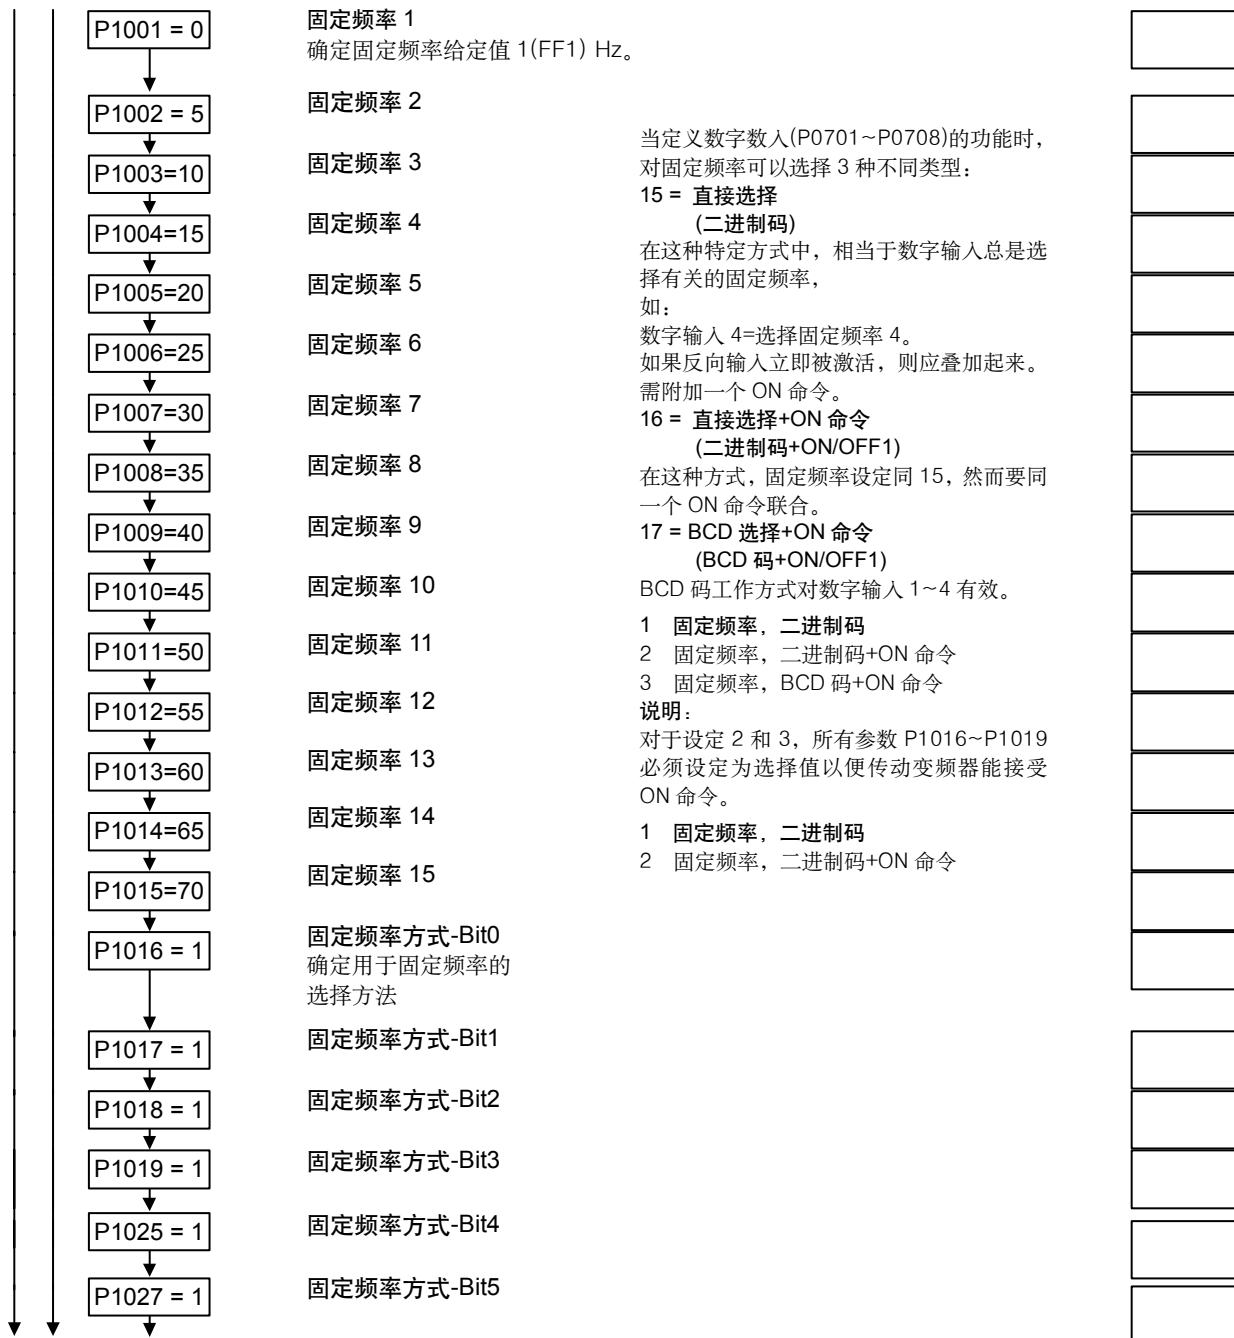 P1001 = 0
固定频率 1
确定固定频率给定值 1(FF1) Hz。
P1002 = 5
固定频率 2
P1003=10
固定频率 3
P1004=15
固定频率 4
P1005=20
固定频率 5
P1006=25
固定频率 6
P1007=30
固定频率 7
P1008=35
固定频率 8
P1009=40
固定频率 9
P1010=45
固定频率 10
P1011=50
固定频率 11
P1012=55
固定频率 12
P1013=60
固定频率 13
P1014=65
固定频率 14
P1015=70
固定频率 15
P1016 = 1
固定频率方式-Bit0
确定用于固定频率的
选择方法
P1017 = 1
固定频率方式-Bit1
P1018 = 1
固定频率方式-Bit2
P1019 = 1
固定频率方式-Bit3
P1025 = 1
固定频率方式-Bit4
P1027 = 1
固定频率方式-Bit5
当定义数字数入(P0701~P0708)的功能时，
对固定频率可以选择 3 种不同类型：
15 = 直接选择
(二进制码)
在这种特定方式中，相当于数字输入总是选
择有关的固定频率，
如：
数字输入 4=选择固定频率 4。
如果反向输入立即被激活，则应叠加起来。
需附加一个 ON 命令。
16 = 直接选择+ON 命令
(二进制码+ON/OFF1)
在这种方式，固定频率设定同 15，然而要同
一个 ON 命令联合。
17 = BCD 选择+ON 命令
(BCD 码+ON/OFF1)
BCD 码工作方式对数字输入 1~4 有效。
1 固定频率，二进制码
2 固定频率，二进制码+ON 命令
3 固定频率，BCD 码+ON 命令
说明：
对于设定 2 和 3，所有参数 P1016~P1019
必须设定为选择值以便传动变频器能接受
ON 命令。
1 固定频率，二进制码
2 固定频率，二进制码+ON 命令